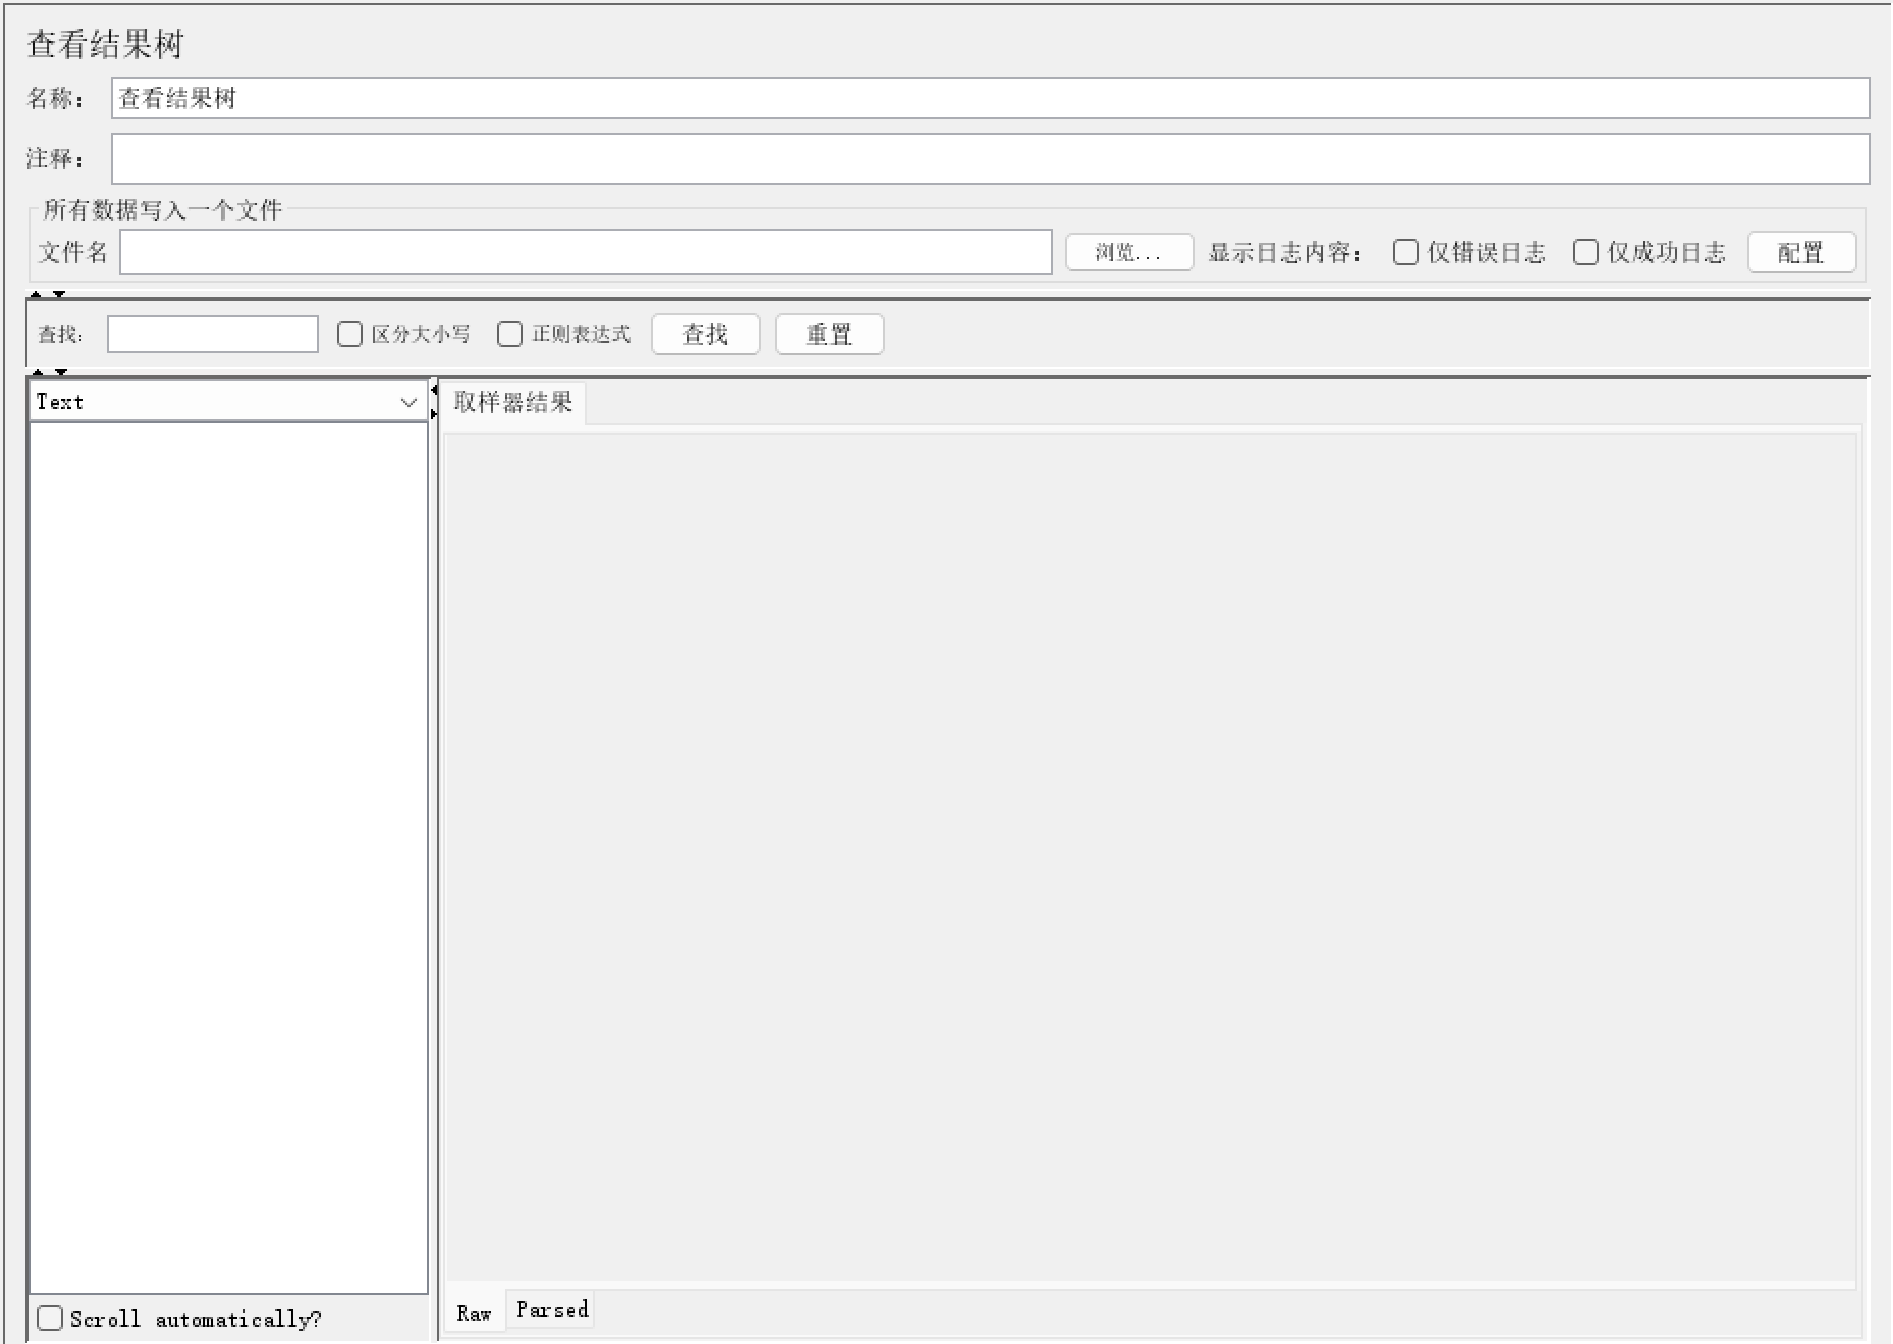 查看结果树
名称： 查看结果树
注释：
所有数据写入一个文件
文件名 浏览... 显示日志内容： 仅错误日志 仅成功日志 配置
查找： 区分大小写 正则表达式 查找 重置
Text 取样器结果
Scroll automatically? Raw Parsed